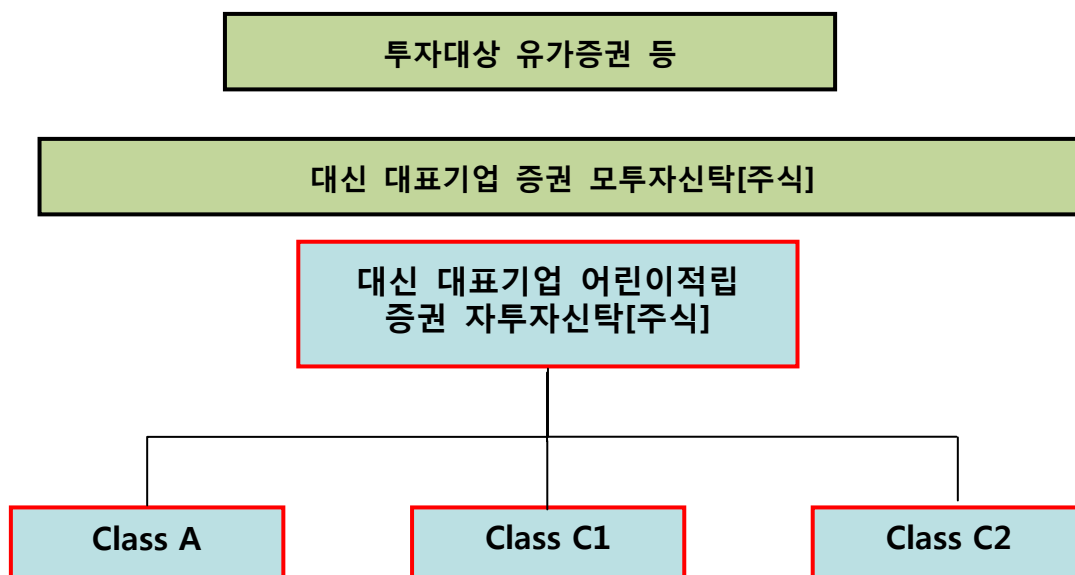 투자대상 유가증권 등
대신 대표기업 증권 모투자신탁[주식]
대신 대표기업 어린이적립
증권 자투자신탁[주식]
Class A
Class C1
Class C2